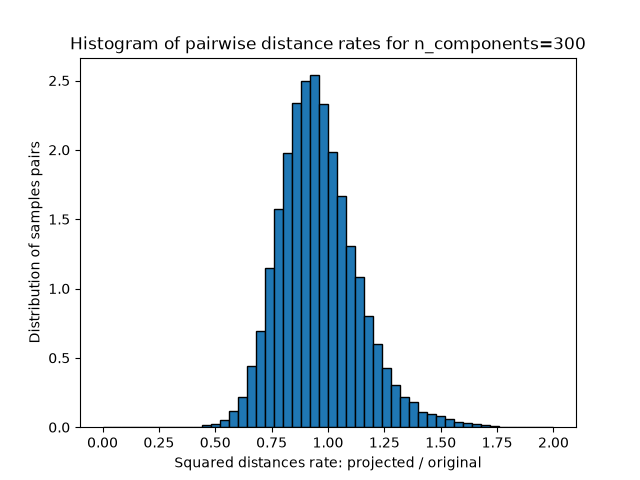 Histogram of pairwise distance rates for n_components=300
Distribution of samples pairs
2.5
2.0
1.5
1.0
0.5
0.0
0.00 0.25 0.50 0.75 1.00 1.25 1.50 1.75 2.00
Squared distances rate: projected / original